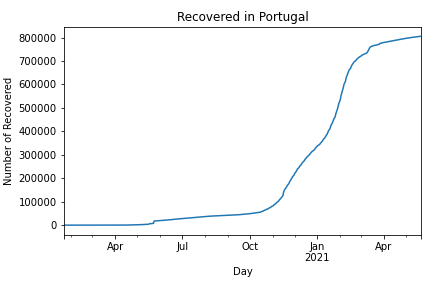 Recovered in Portugal
Number of Recovered
800000
700000
600000
500000
400000
300000
200000
100000
0
Apr
Jul
Oct
Jan
2021
Apr
Day